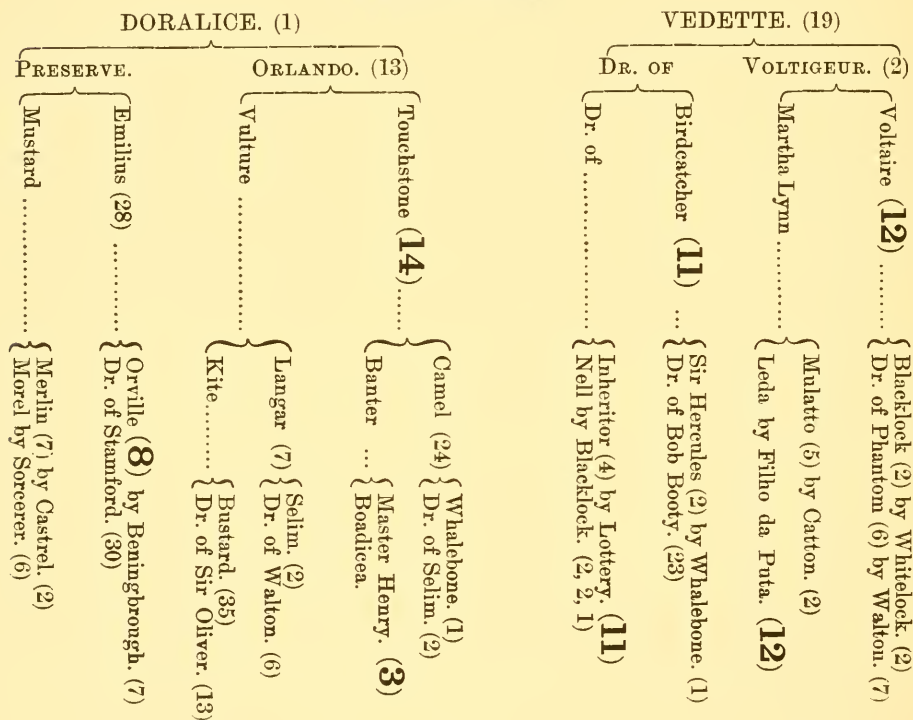 DORALICE. (1)
PRESERVE.
ORLANDO. (13)
Mustard ............... Merlin (7) by Castrel. (2)
Morel by Sorcerer. (6)
Emilius (28) .......... Orville (8) by Beningbrough. (7)
Dr. of Stamford. (30)
Vulture ...............
Kite......... Bustard. (35)
Dr. of Sir Oliver. (13)
Langar (7) Selim. (2)
Dr. of Walton. (6)
Touchstone (14) .....
Banter ... Master Henry. (3)
Boadicea.
Camel (24) Whalebone. (1)
Dr. of Selim. (2)
VEDETTE. (19)
DR. OF
VOLTIGEUR. (2)
Dr. of ................ Inheritor (4) by Lottery. (11)
Nell by Blacklock. (2, 2, 1)
Birdcatcher (11) ... Sir Hercules (2) by Whalebone. (1)
Dr. of Bob Booty. (23)
Martha Lynn ........... Mulatto (5) by Catton. (2)
Leda by Filho da Puta. (12)
Voltaire (12) ......... Blacklock (2) by Whitelock. (2)
Dr. of Phantom (6) by Walton. (7)